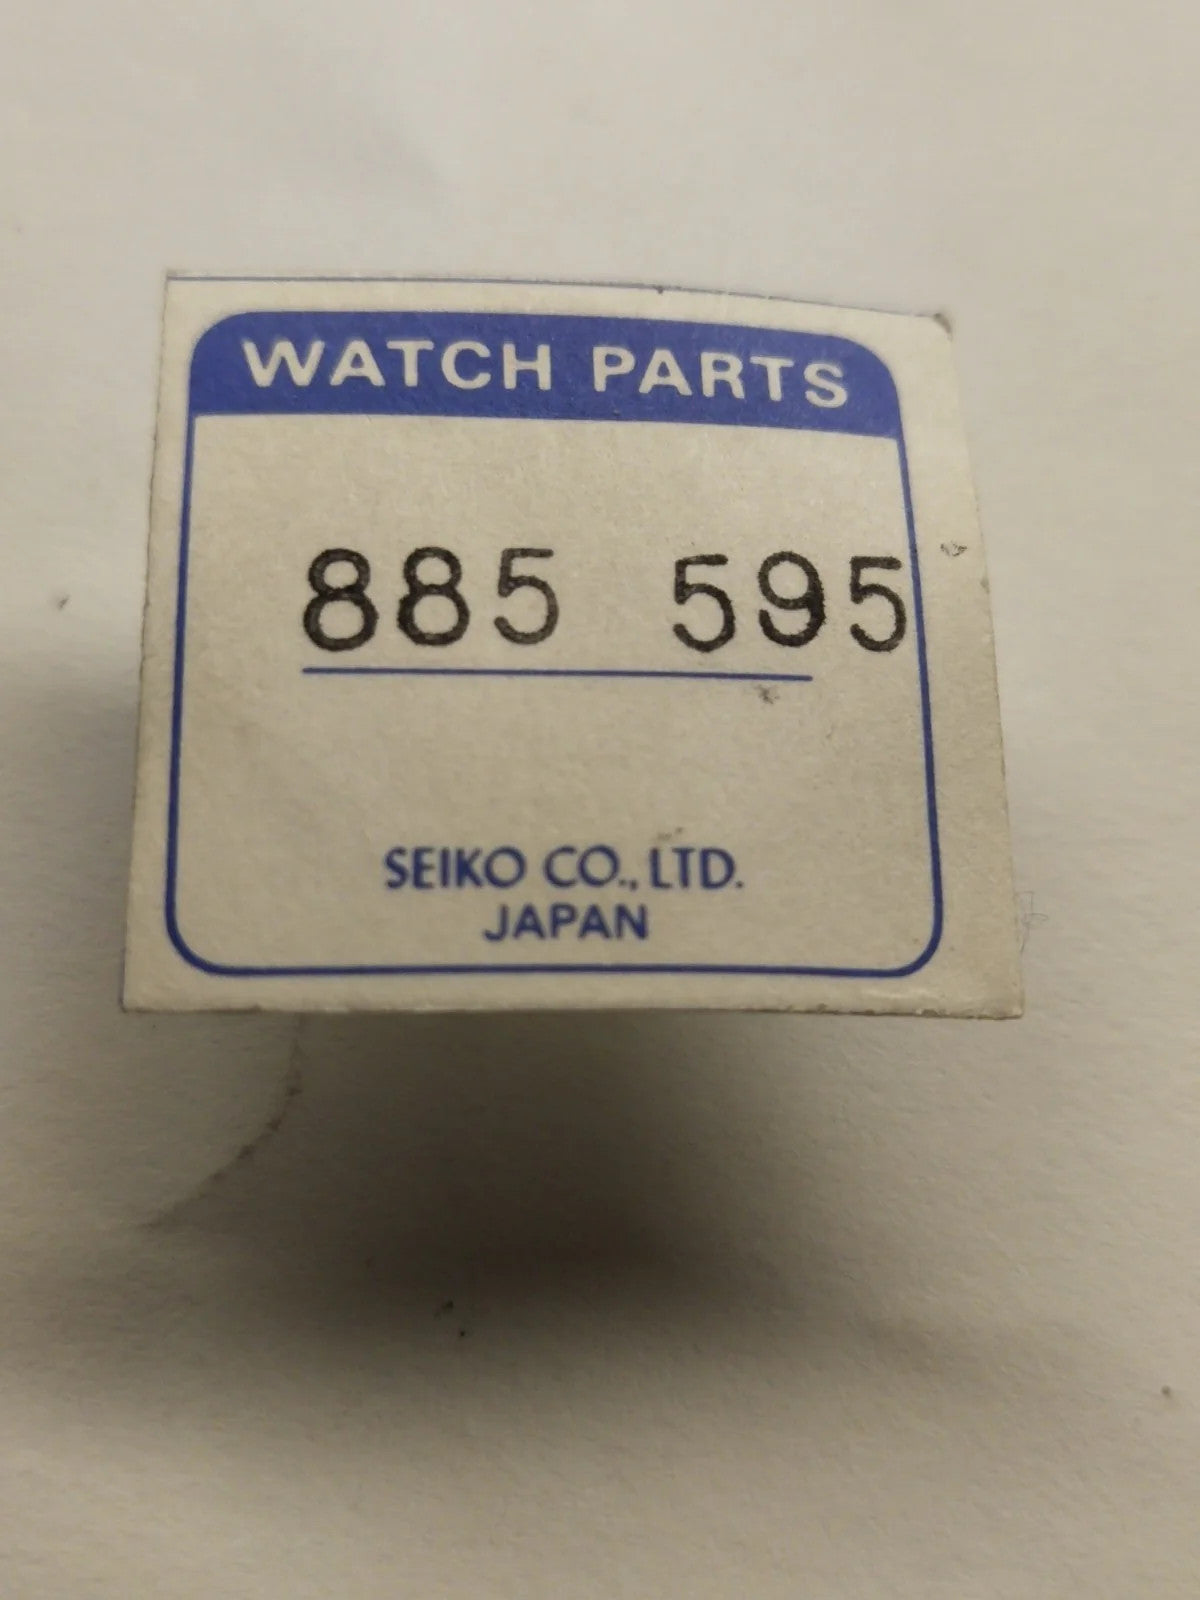 WATCH PARTS
885 595
SEIKO CO., LTD.
JAPAN